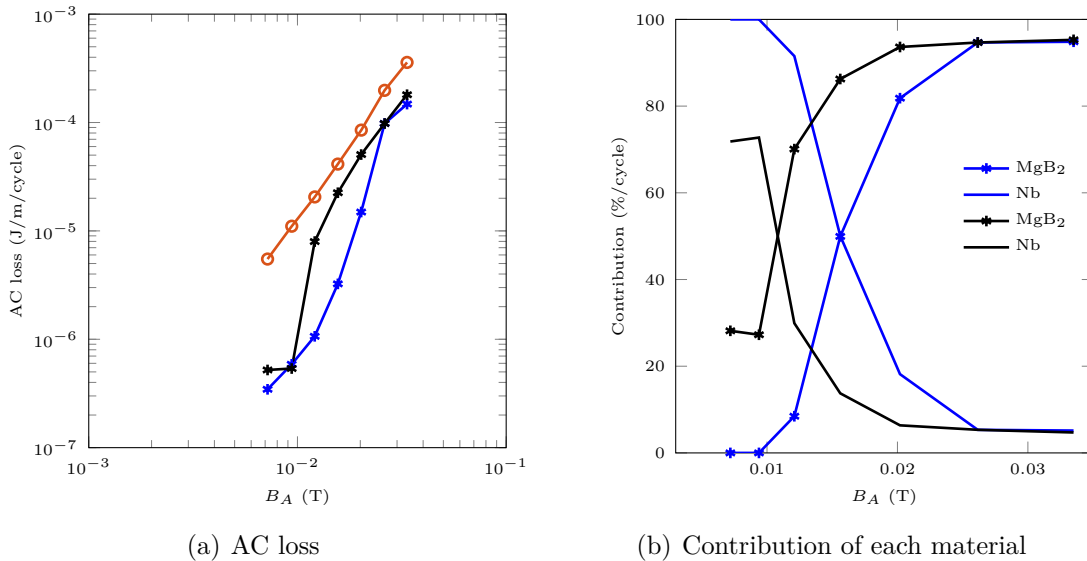 10⁻³
10⁻⁴
10⁻⁵
10⁻⁶
10⁻⁷
AC loss (J/m/cycle)
10⁻³ 10⁻² 10⁻¹
B_A (T)
(a) AC loss
100
80
60
40
20
0
Contribution (%/cycle)
MgB₂
Nb
MgB₂
Nb
0.01 0.02 0.03
B_A (T)
(b) Contribution of each material